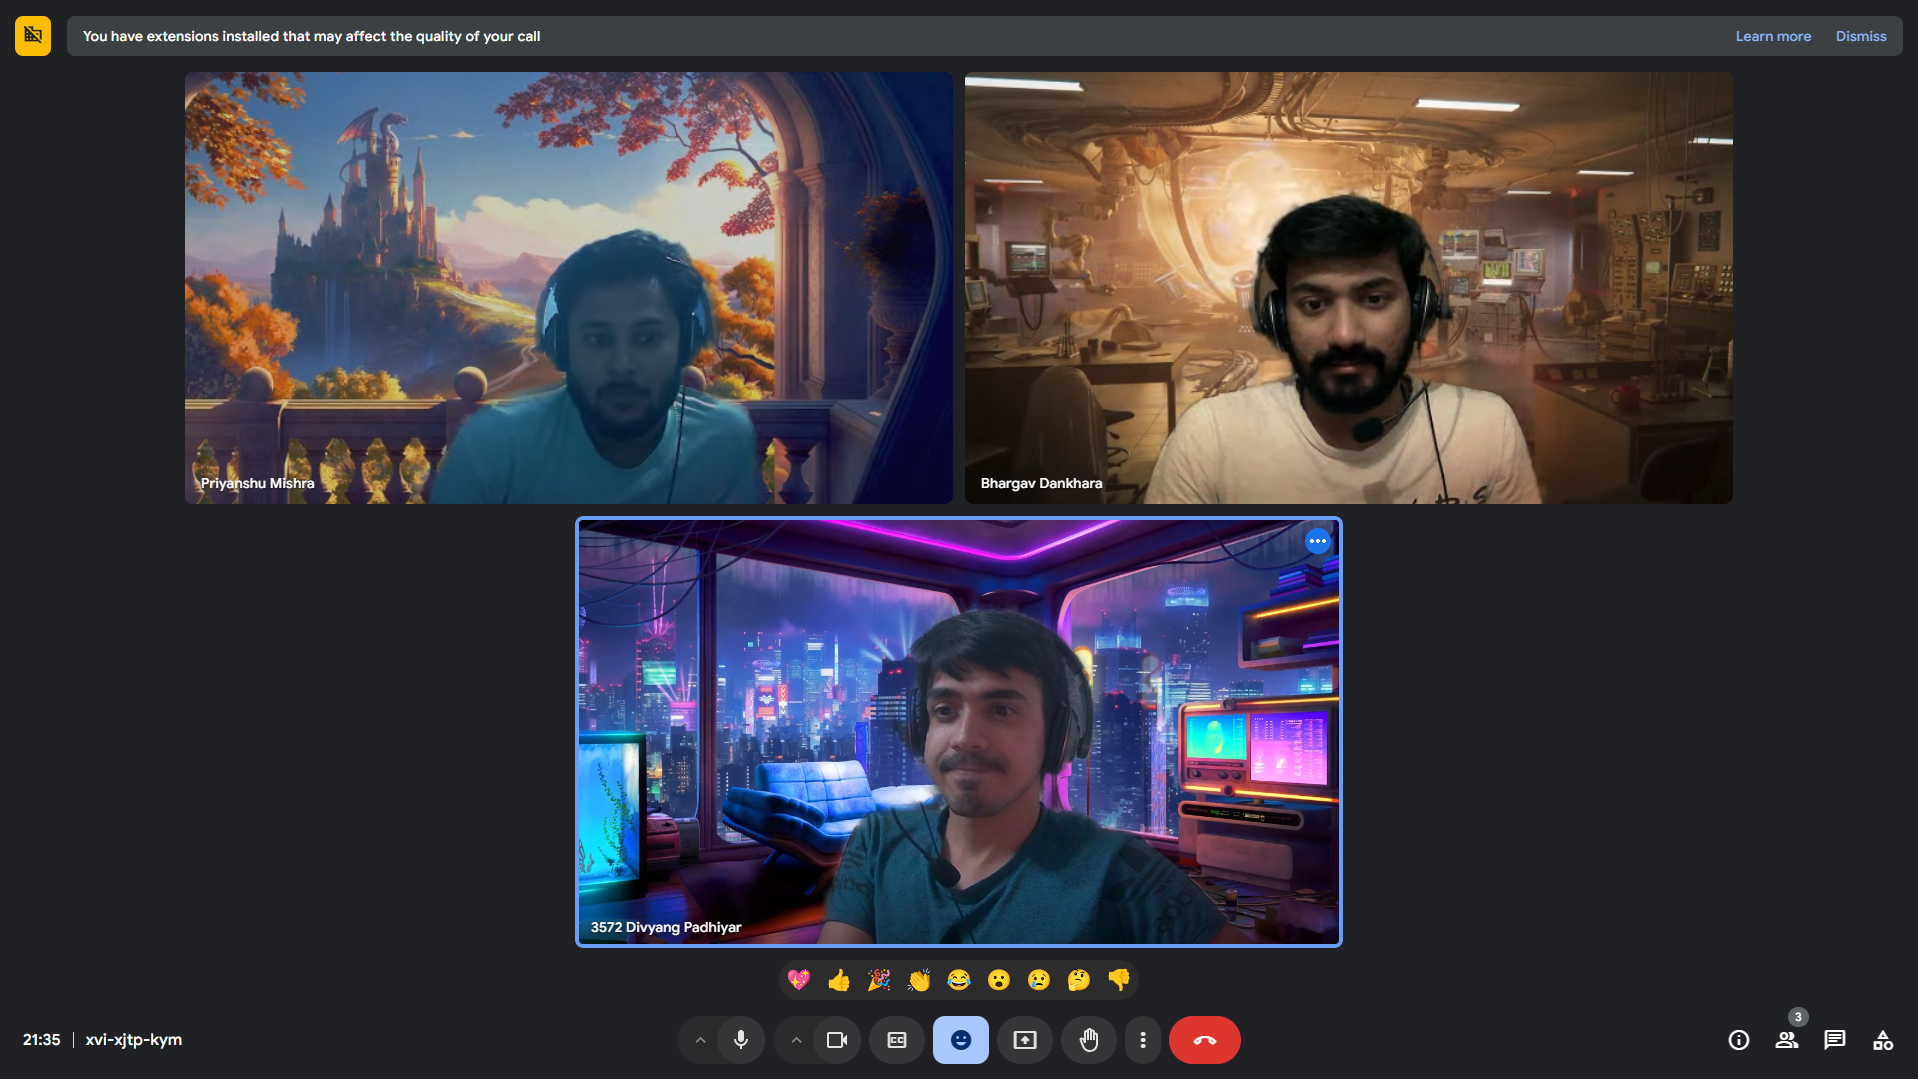 You have extensions installed that may affect the quality of your call
Learn more
Dismiss
Priyanshu Mishra
Bhargav Dankhara
3572 Divyang Padhiyar
21:35
xvi-xjtp-kym
CC
3